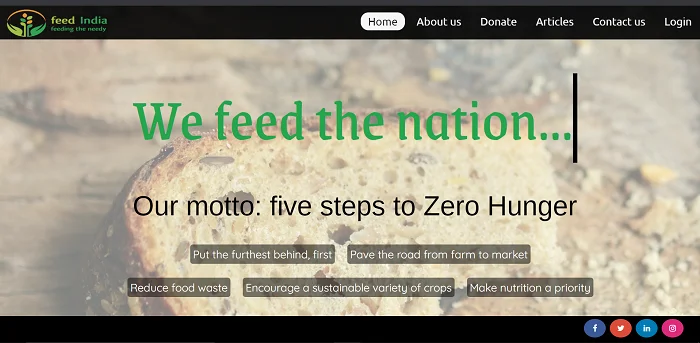 feed India
feeding the needy
Home About us Donate Articles Contact us Login
We feed the nation...
Our motto: five steps to Zero Hunger
Put the furthest behind, first Pave the road from farm to market
Reduce food waste Encourage a sustainable variety of crops Make nutrition a priority